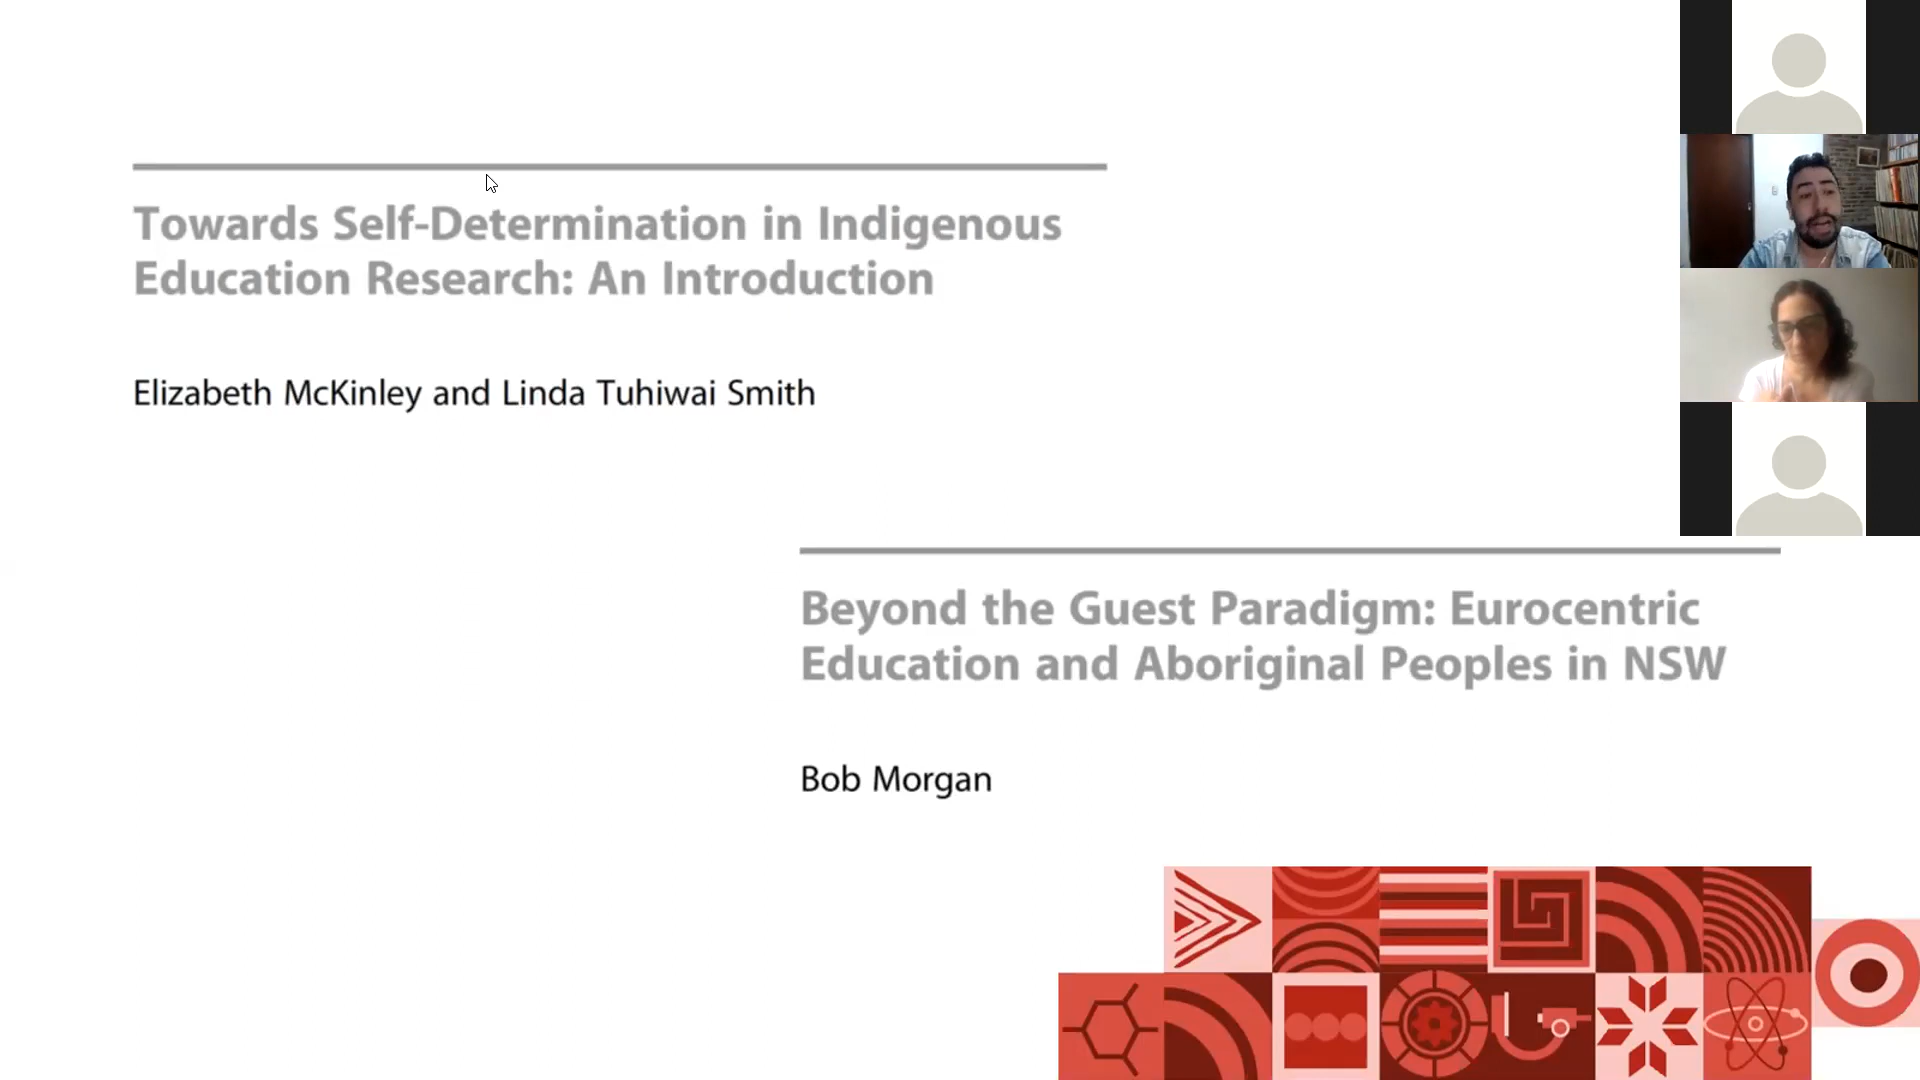 Towards Self-Determination in Indigenous
Education Research: An Introduction
Elizabeth McKinley and Linda Tuhiwai Smith
Beyond the Guest Paradigm: Eurocentric
Education and Aboriginal Peoples in NSW
Bob Morgan